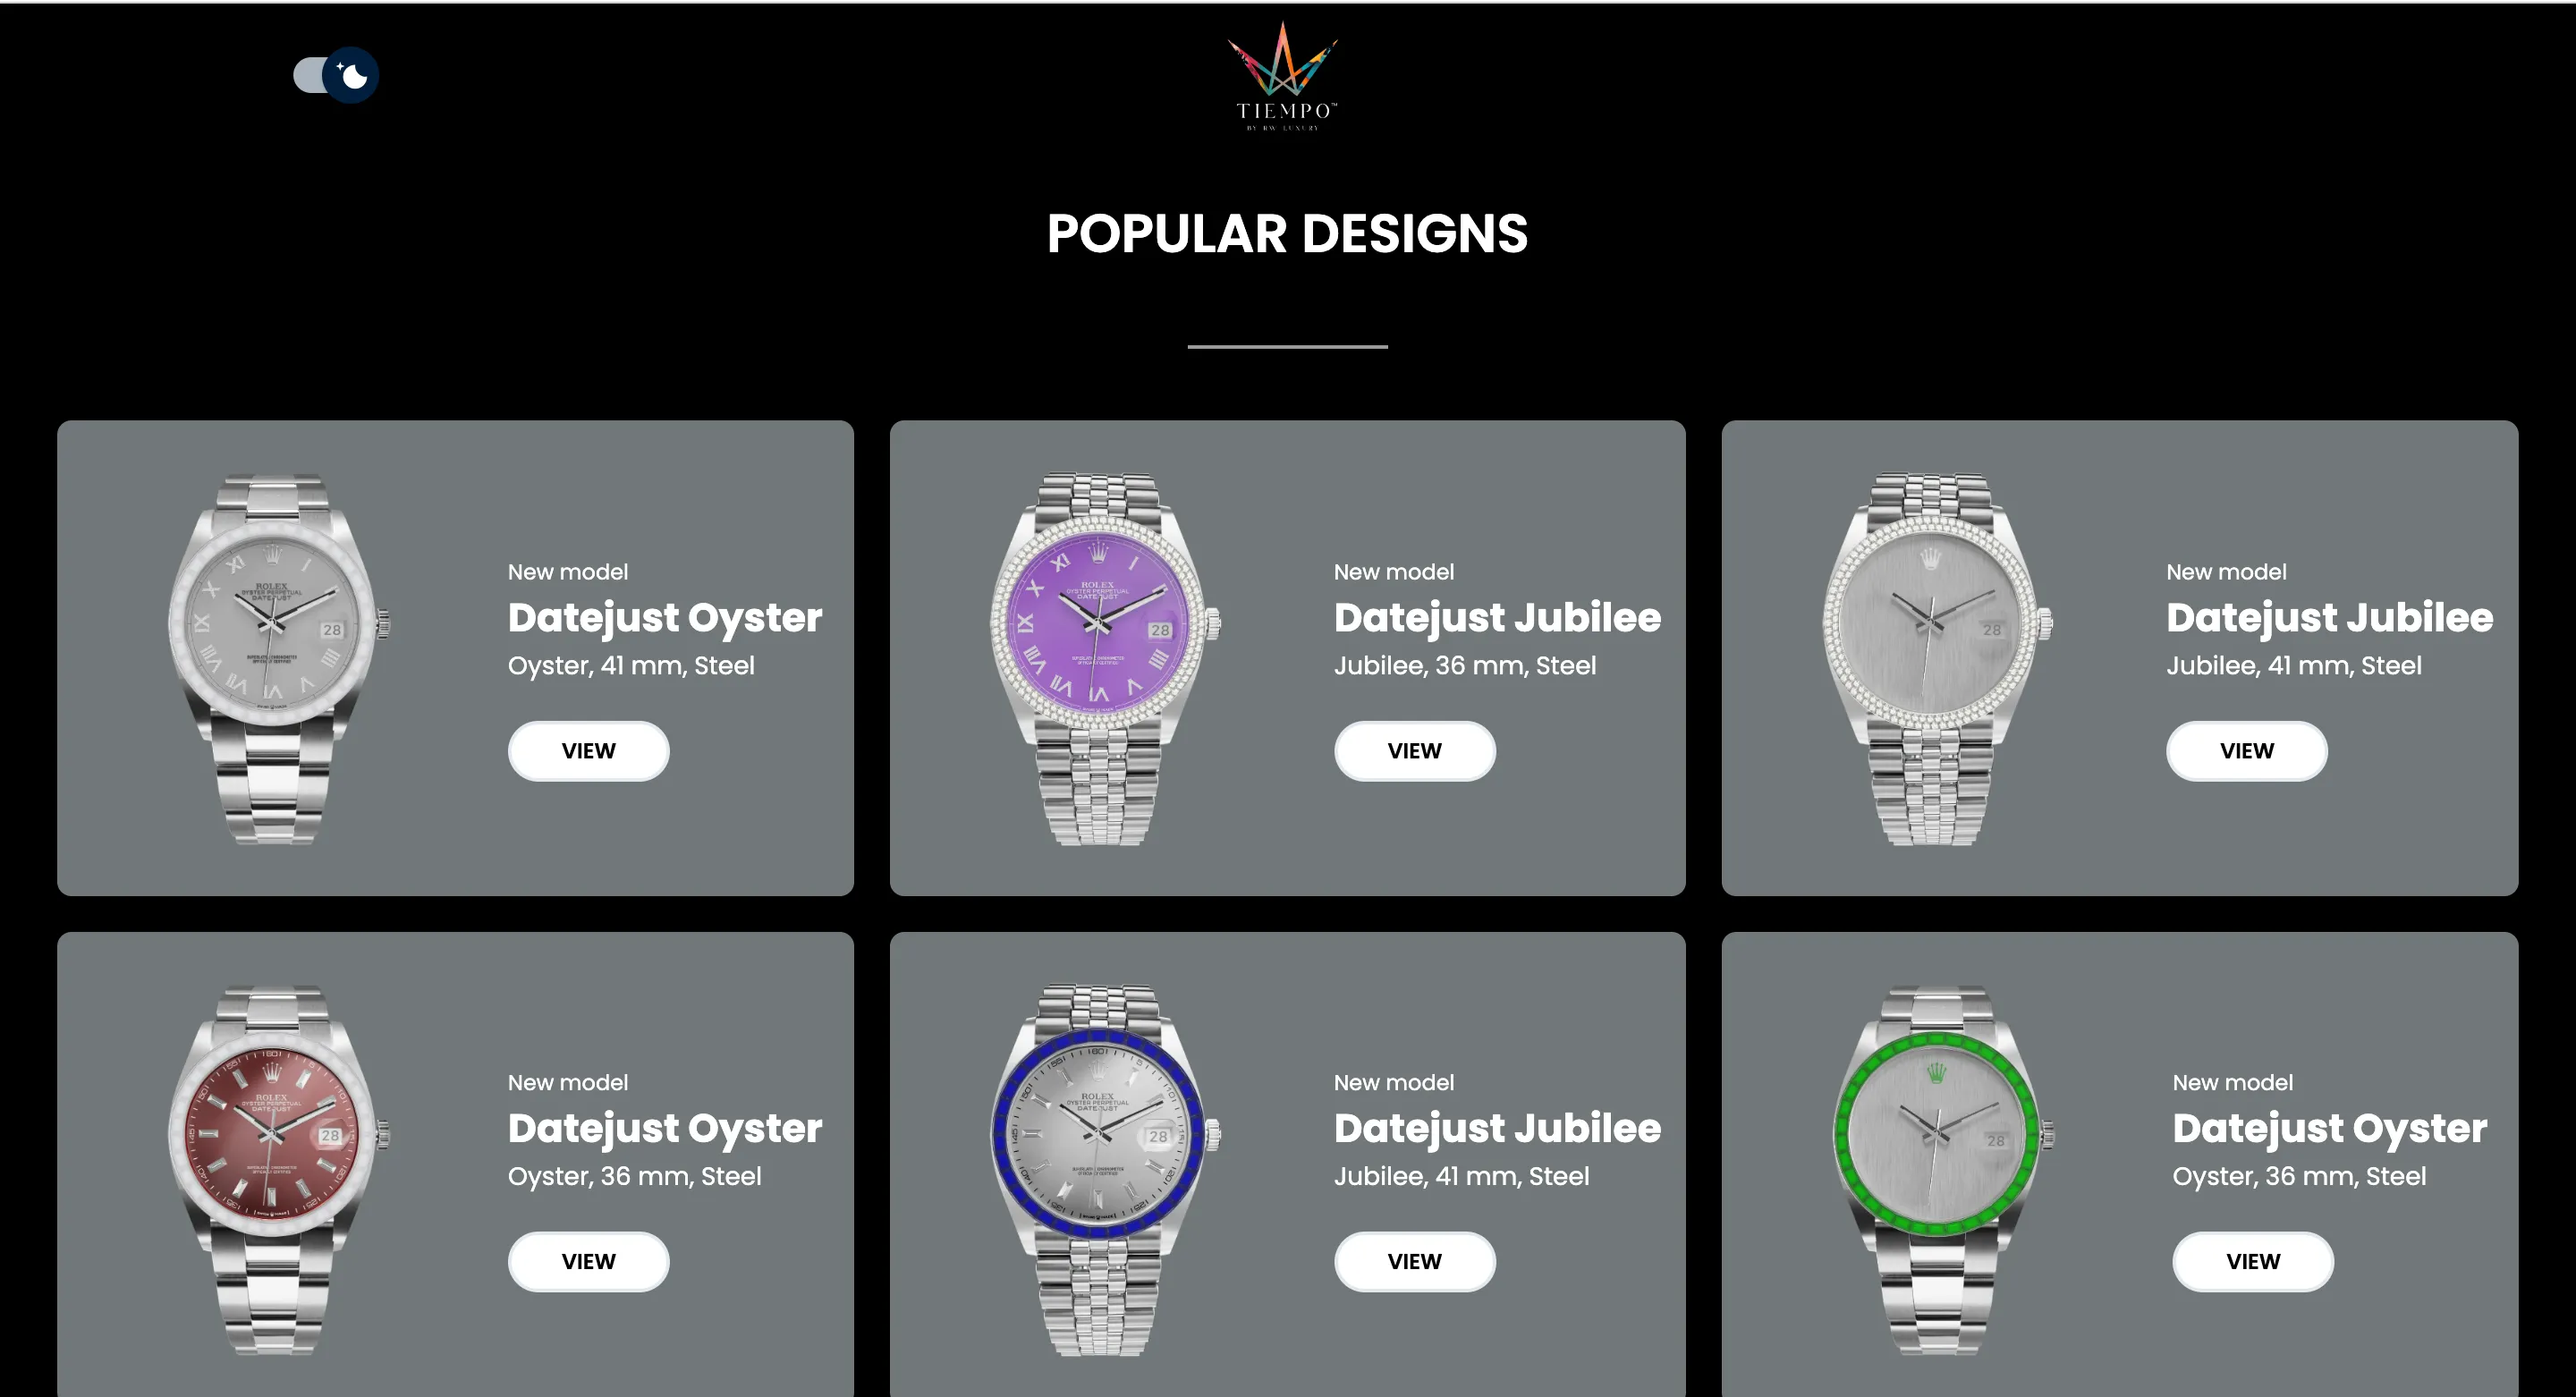 TIEMPO™
BY RW LUXURY
POPULAR DESIGNS
ROLEX
OYSTER PERPETUAL
DATEJUST
28
New model
Datejust Oyster
Oyster, 41 mm, Steel
VIEW
ROLEX
OYSTER PERPETUAL
DATEJUST
28
New model
Datejust Jubilee
Jubilee, 36 mm, Steel
VIEW
28
New model
Datejust Jubilee
Jubilee, 41 mm, Steel
VIEW
ROLEX
OYSTER PERPETUAL
DATEJUST
28
New model
Datejust Oyster
Oyster, 36 mm, Steel
VIEW
ROLEX
OYSTER PERPETUAL
DATEJUST
28
New model
Datejust Jubilee
Jubilee, 41 mm, Steel
VIEW
28
New model
Datejust Oyster
Oyster, 36 mm, Steel
VIEW